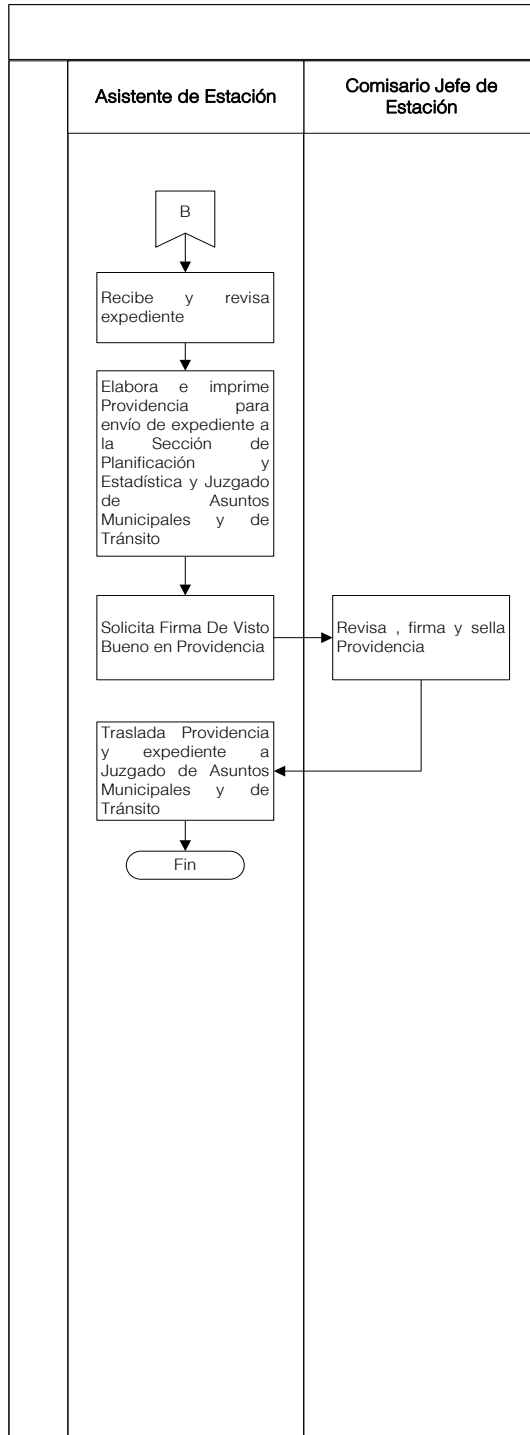 Asistente de Estación
Comisario Jefe de
Estación
B
Recibe y revisa
expediente
Elabora e imprime
Providencia para
envío de expediente a
la Sección de
Planificación y
Estadística y Juzgado
de Asuntos
Municipales y de
Tránsito
Solicita Firma De Visto
Bueno en Providencia
Revisa , firma y sella
Providencia
Traslada Providencia
y expediente a
Juzgado de Asuntos
Municipales y de
Tránsito
Fin